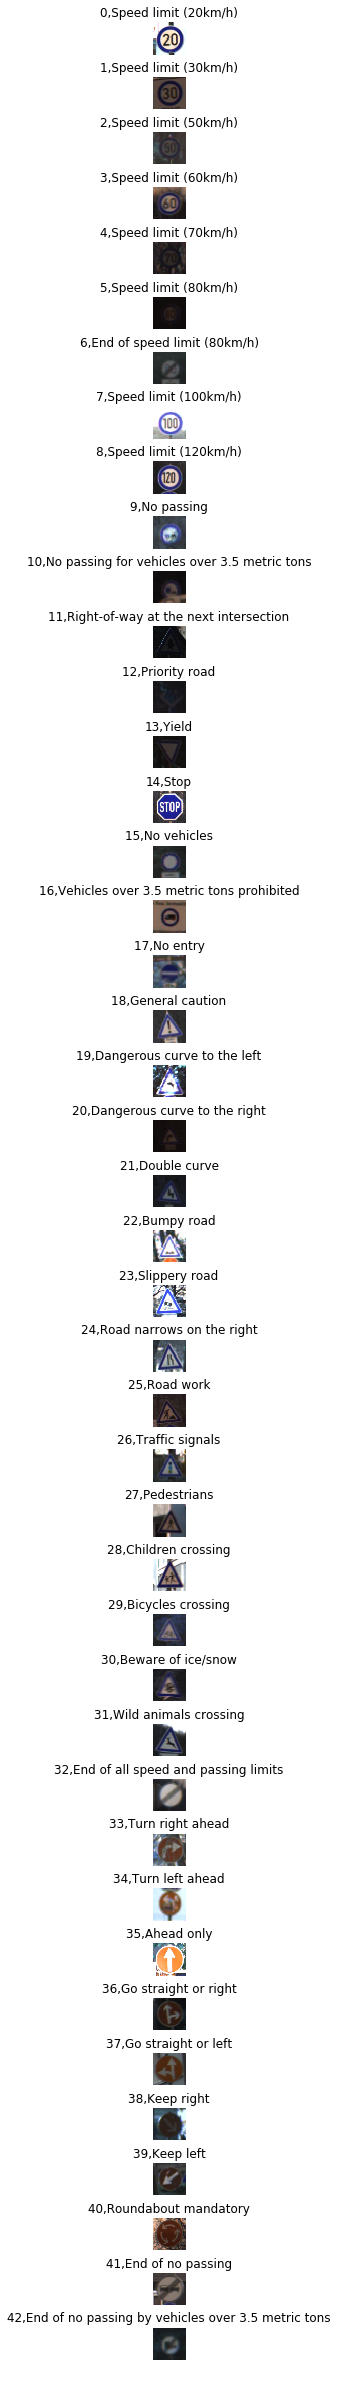 0,Speed limit (20km/h)
20
1,Speed limit (30km/h)
30
2,Speed limit (50km/h)
50
3,Speed limit (60km/h)
60
4,Speed limit (70km/h)
70
5,Speed limit (80km/h)
6,End of speed limit (80km/h)
7,Speed limit (100km/h)
100
8,Speed limit (120km/h)
120
9,No passing
10,No passing for vehicles over 3.5 metric tons
11,Right-of-way at the next intersection
12,Priority road
13,Yield
14,Stop
STOP
15,No vehicles
16,Vehicles over 3.5 metric tons prohibited
17,No entry
18,General caution
19,Dangerous curve to the left
20,Dangerous curve to the right
21,Double curve
22,Bumpy road
23,Slippery road
24,Road narrows on the right
25,Road work
26,Traffic signals
27,Pedestrians
28,Children crossing
29,Bicycles crossing
30,Beware of ice/snow
31,Wild animals crossing
32,End of all speed and passing limits
33,Turn right ahead
34,Turn left ahead
35,Ahead only
36,Go straight or right
37,Go straight or left
38,Keep right
39,Keep left
40,Roundabout mandatory
41,End of no passing
42,End of no passing by vehicles over 3.5 metric tons